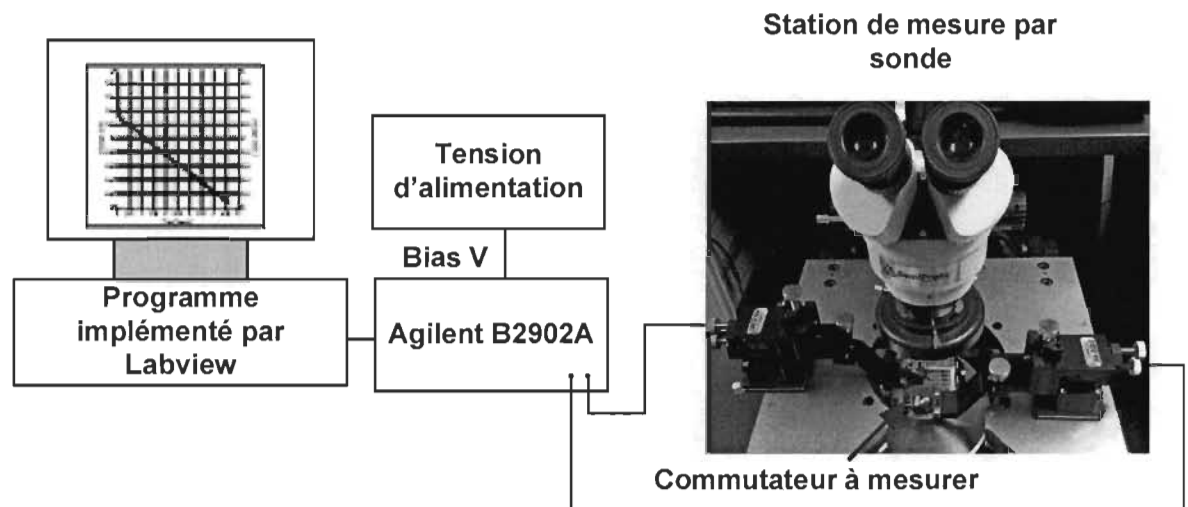 Station de mesure par
sonde
Tension
d'alimentation
Bias V
Programme
implémenté par
Labview
Agilent B2902A
Commutateur à mesurer